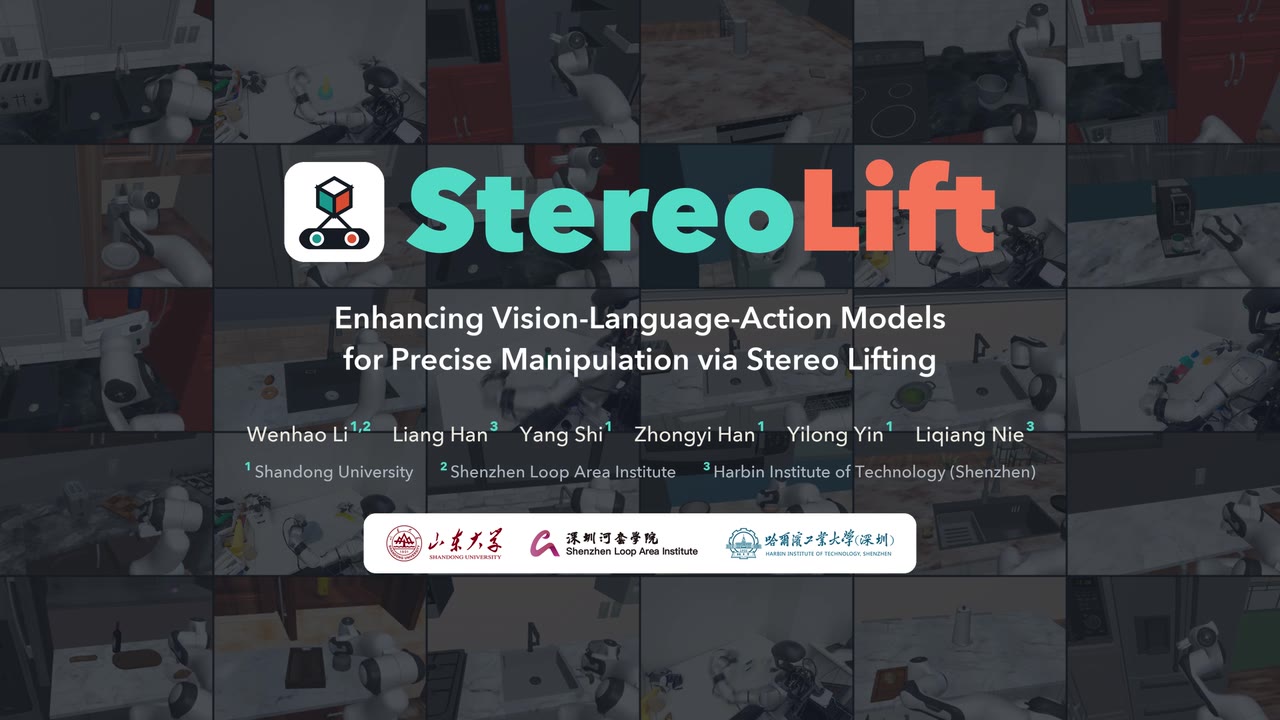 StereoLift
Enhancing Vision-Language-Action Models
for Precise Manipulation via Stereo Lifting
Wenhao Li1,2 Liang Han3 Yang Shi1 Zhongyi Han1 Yilong Yin1 Liqiang Nie3
1 Shandong University 2 Shenzhen Loop Area Institute 3 Harbin Institute of Technology (Shenzhen)
山东大学
SHANDONG UNIVERSITY
深圳河套学院
Shenzhen Loop Area Institute
哈爾濱工業大學(深圳)
HARBIN INSTITUTE OF TECHNOLOGY, SHENZHEN